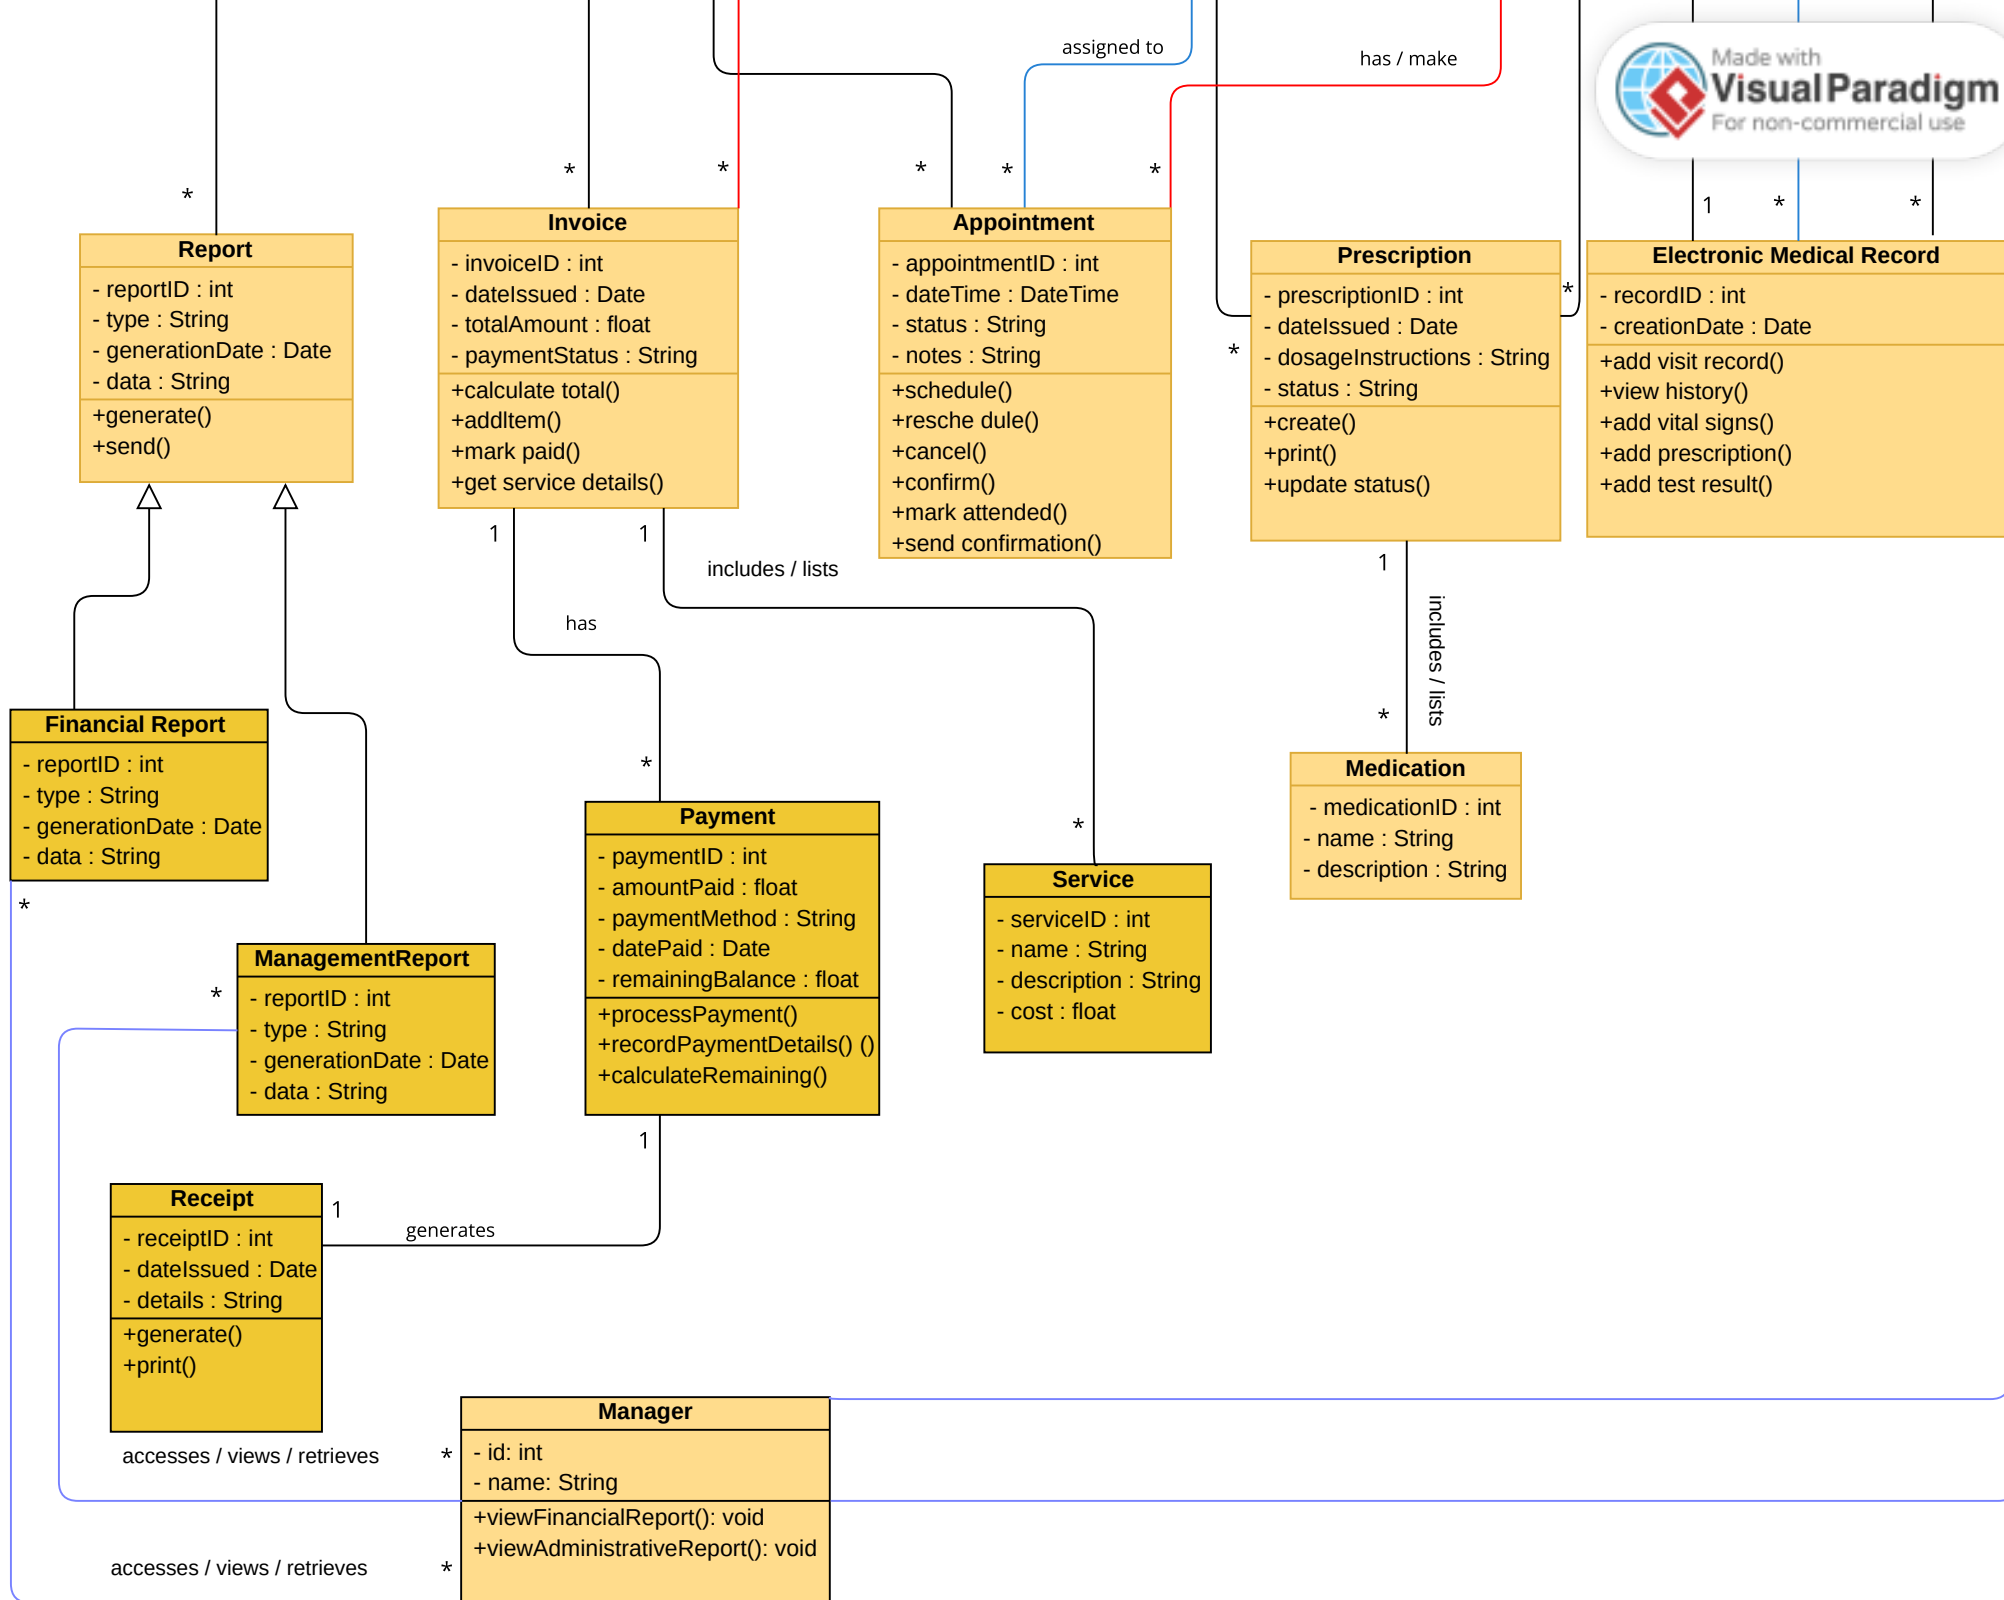 assigned to
has / make
Made with
Visual Paradigm
For non-commercial use
*
*
*
*
*
*
1
*
*
Report
- reportID : int
- type : String
- generationDate : Date
- data : String
+generate()
+send()
Invoice
- invoiceID : int
- dateIssued : Date
- totalAmount : float
- paymentStatus : String
+calculate total()
+addItem()
+mark paid()
+get service details()
Appointment
- appointmentID : int
- dateTime : DateTime
- status : String
- notes : String
+schedule()
+resche dule()
+cancel()
+confirm()
+mark attended()
+send confirmation()
*
Prescription
- prescriptionID : int
- dateIssued : Date
- dosageInstructions : String
- status : String
+create()
+print()
+update status()
*
Electronic Medical Record
- recordID : int
- creationDate : Date
+add visit record()
+view history()
+add vital signs()
+add prescription()
+add test result()
1
1
includes / lists
has
1
includes / lists
*
Financial Report
- reportID : int
- type : String
- generationDate : Date
- data : String
*
*
Payment
- paymentID : int
- amountPaid : float
- paymentMethod : String
- datePaid : Date
- remainingBalance : float
+processPayment()
+recordPaymentDetails() ()
+calculateRemaining()
1
*
Service
- serviceID : int
- name : String
- description : String
- cost : float
Medication
- medicationID : int
- name : String
- description : String
*
ManagementReport
- reportID : int
- type : String
- generationDate : Date
- data : String
Receipt
- receiptID : int
- dateIssued : Date
- details : String
+generate()
+print()
1
generates
accesses / views / retrieves
*
Manager
- id: int
- name: String
+viewFinancialReport(): void
+viewAdministrativeReport(): void
accesses / views / retrieves
*